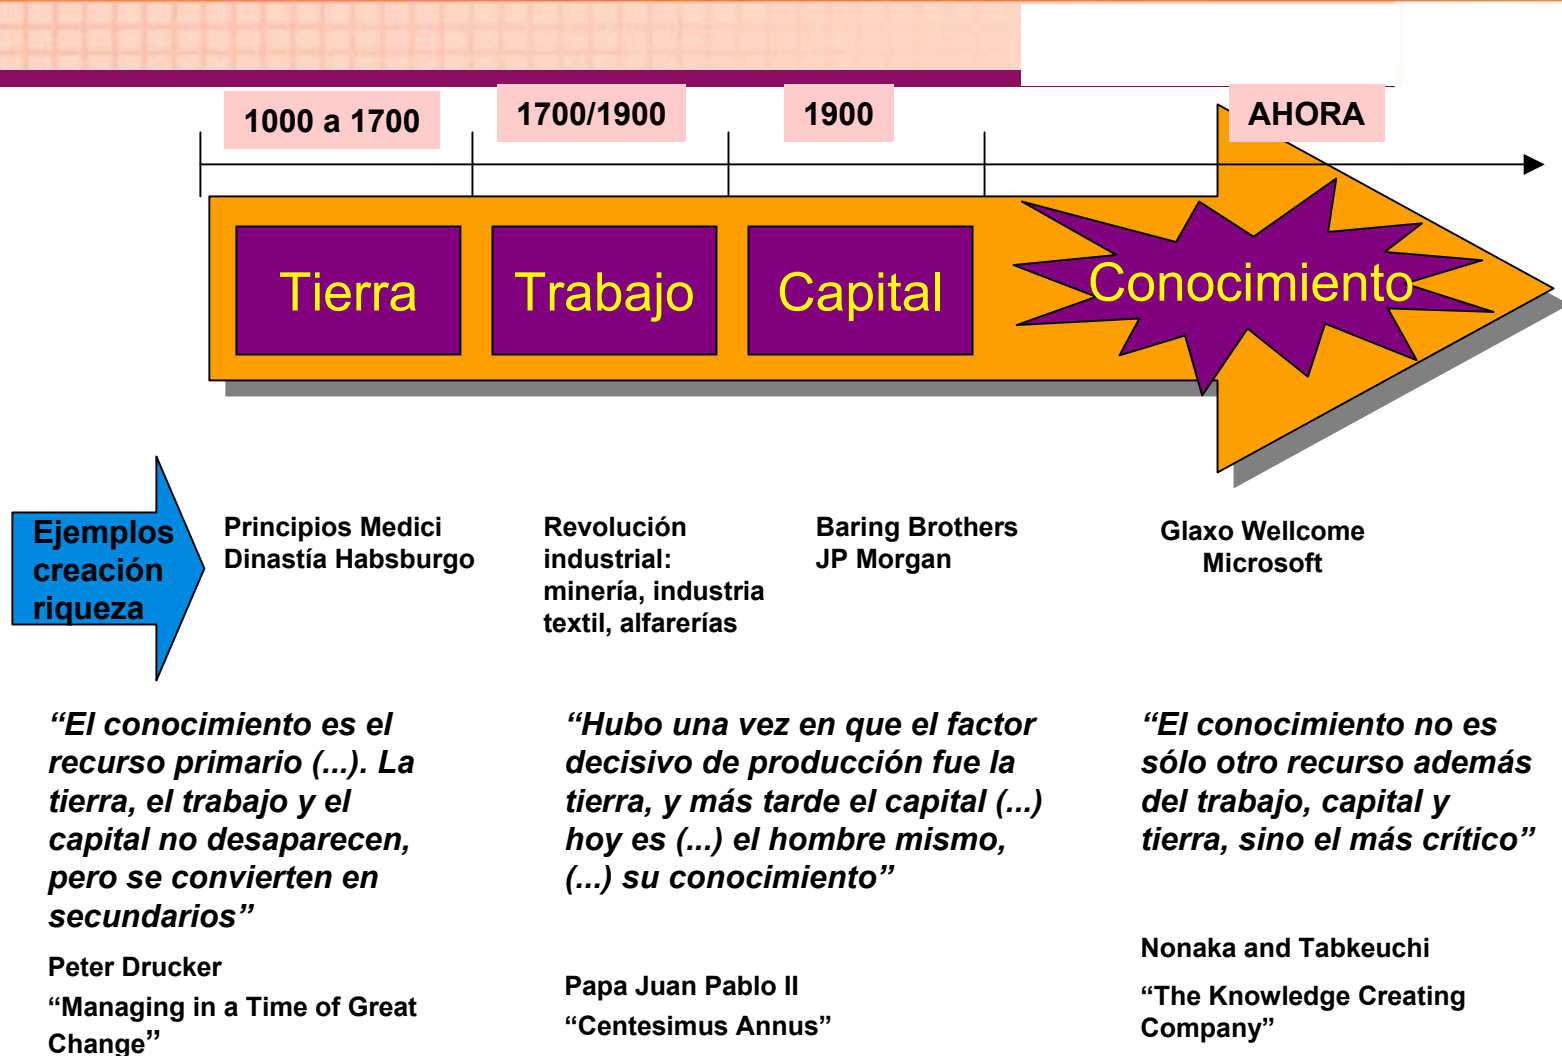 1000 a 1700
1700/1900
1900
AHORA
Tierra
Trabajo
Capital
Conocimiento
Ejemplos
creación
riqueza
Principios Medici
Dinastía Habsburgo
Revolución
industrial:
minería, industria
textil, alfarerías
Baring Brothers
JP Morgan
Glaxo Wellcome
Microsoft
“El conocimiento es el
recurso primario (...). La
tierra, el trabajo y el
capital no desaparecen,
pero se convierten en
secundarios”
Peter Drucker
“Managing in a Time of Great
Change”
“Hubo una vez en que el factor
decisivo de producción fue la
tierra, y más tarde el capital (...)
hoy es (...) el hombre mismo,
(...) su conocimiento”
Papa Juan Pablo II
“Centesimus Annus”
“El conocimiento no es
sólo otro recurso además
del trabajo, capital y
tierra, sino el más crítico”
Nonaka and Tabkeuchi
“The Knowledge Creating
Company”